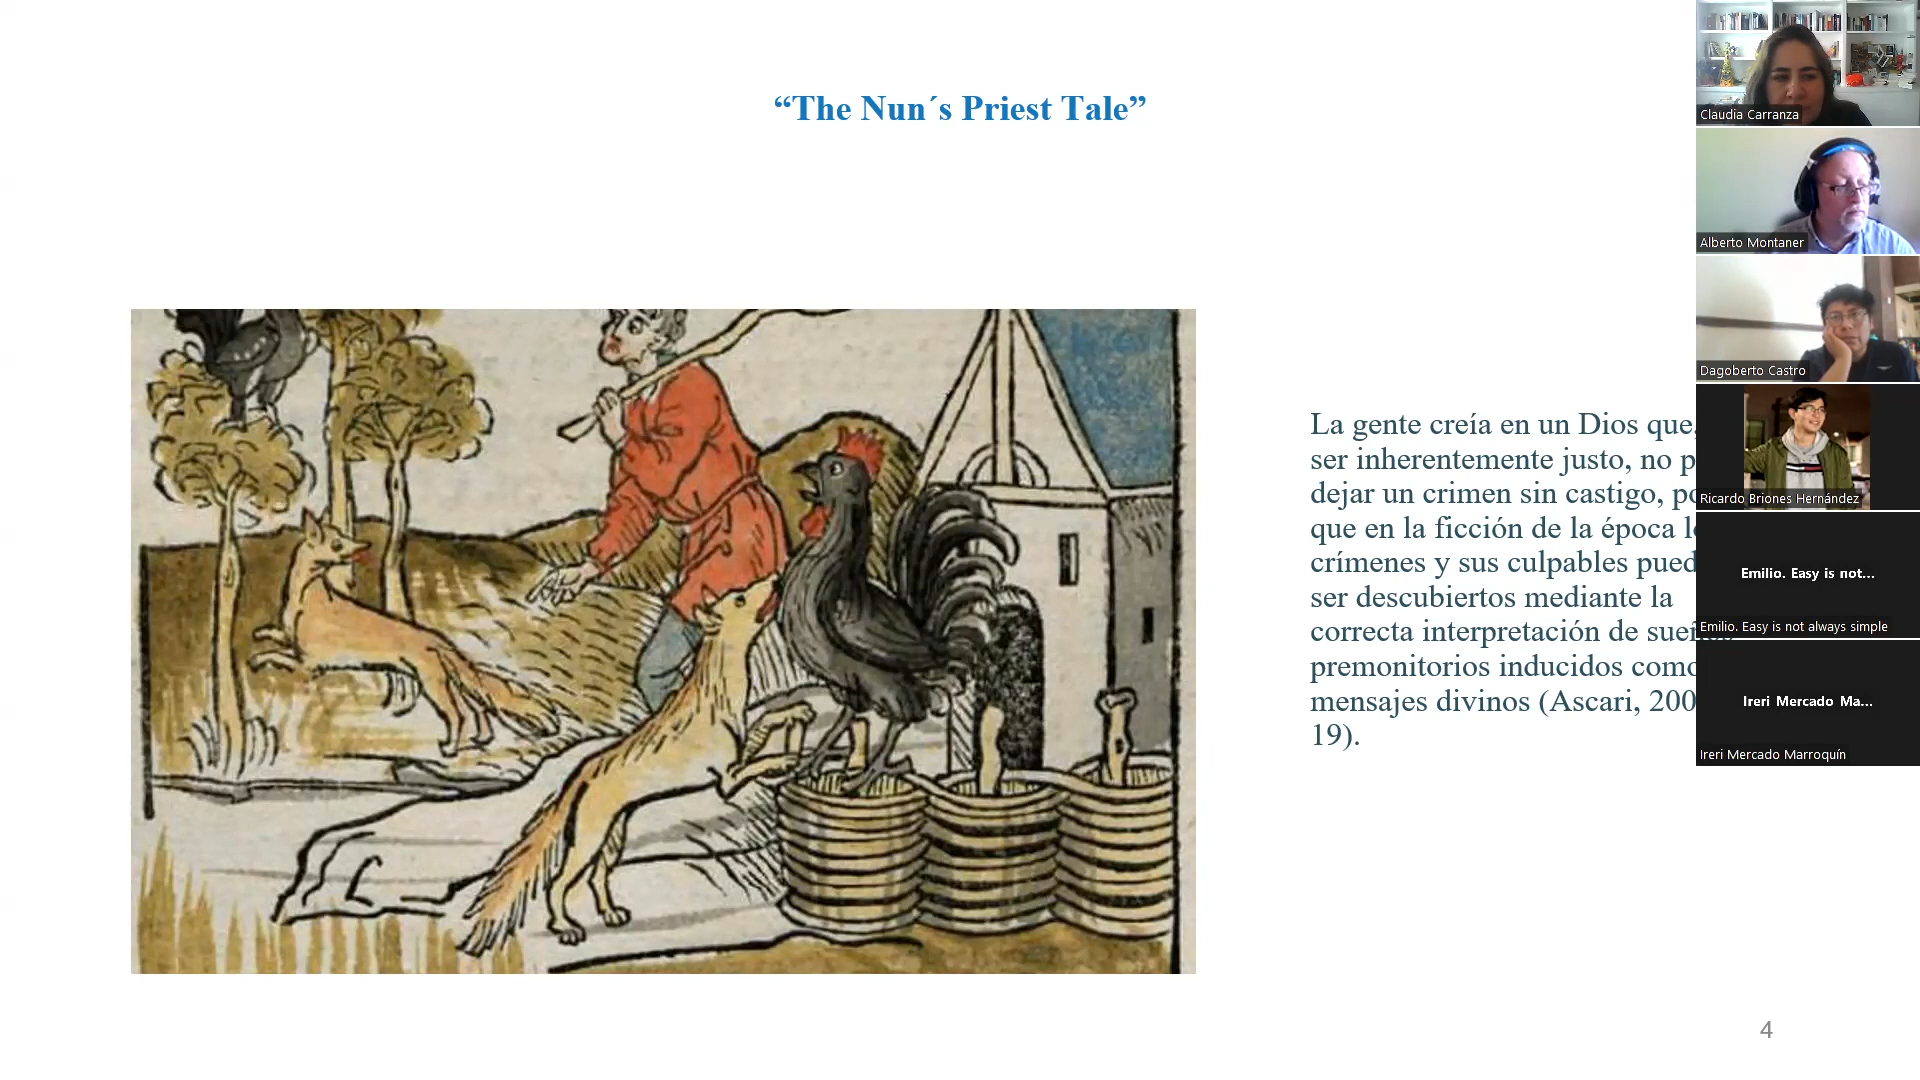 “The Nun´s Priest Tale”
La gente creía en un Dios que,
ser inherentemente justo, no
dejar un crimen sin castigo,
que en la ficción de la época
crímenes y sus culpables
ser descubiertos mediante la
correcta interpretación de
premonitorios inducidos como
mensajes divinos (Ascari,
19).
4
Claudia Carranza
Alberto Montaner
Dagoberto Castro
Ricardo Briones Hernández
Emilio. Easy is not...
Emilio. Easy is not always simple
Ireri Mercado Ma...
Ireri Mercado Marroquín